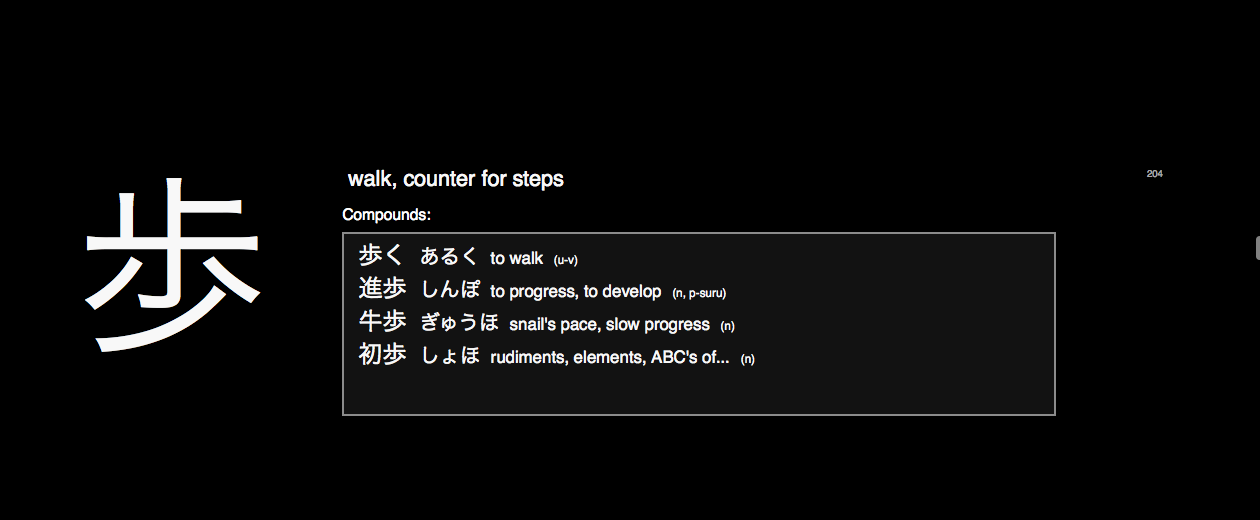 歩
walk, counter for steps
204
Compounds:
歩く あるく to walk (u-v)
進歩 しんぽ to progress, to develop (n, p-suru)
牛歩 ぎゅうほ snail's pace, slow progress (n)
初歩 しょほ rudiments, elements, ABC's of... (n)